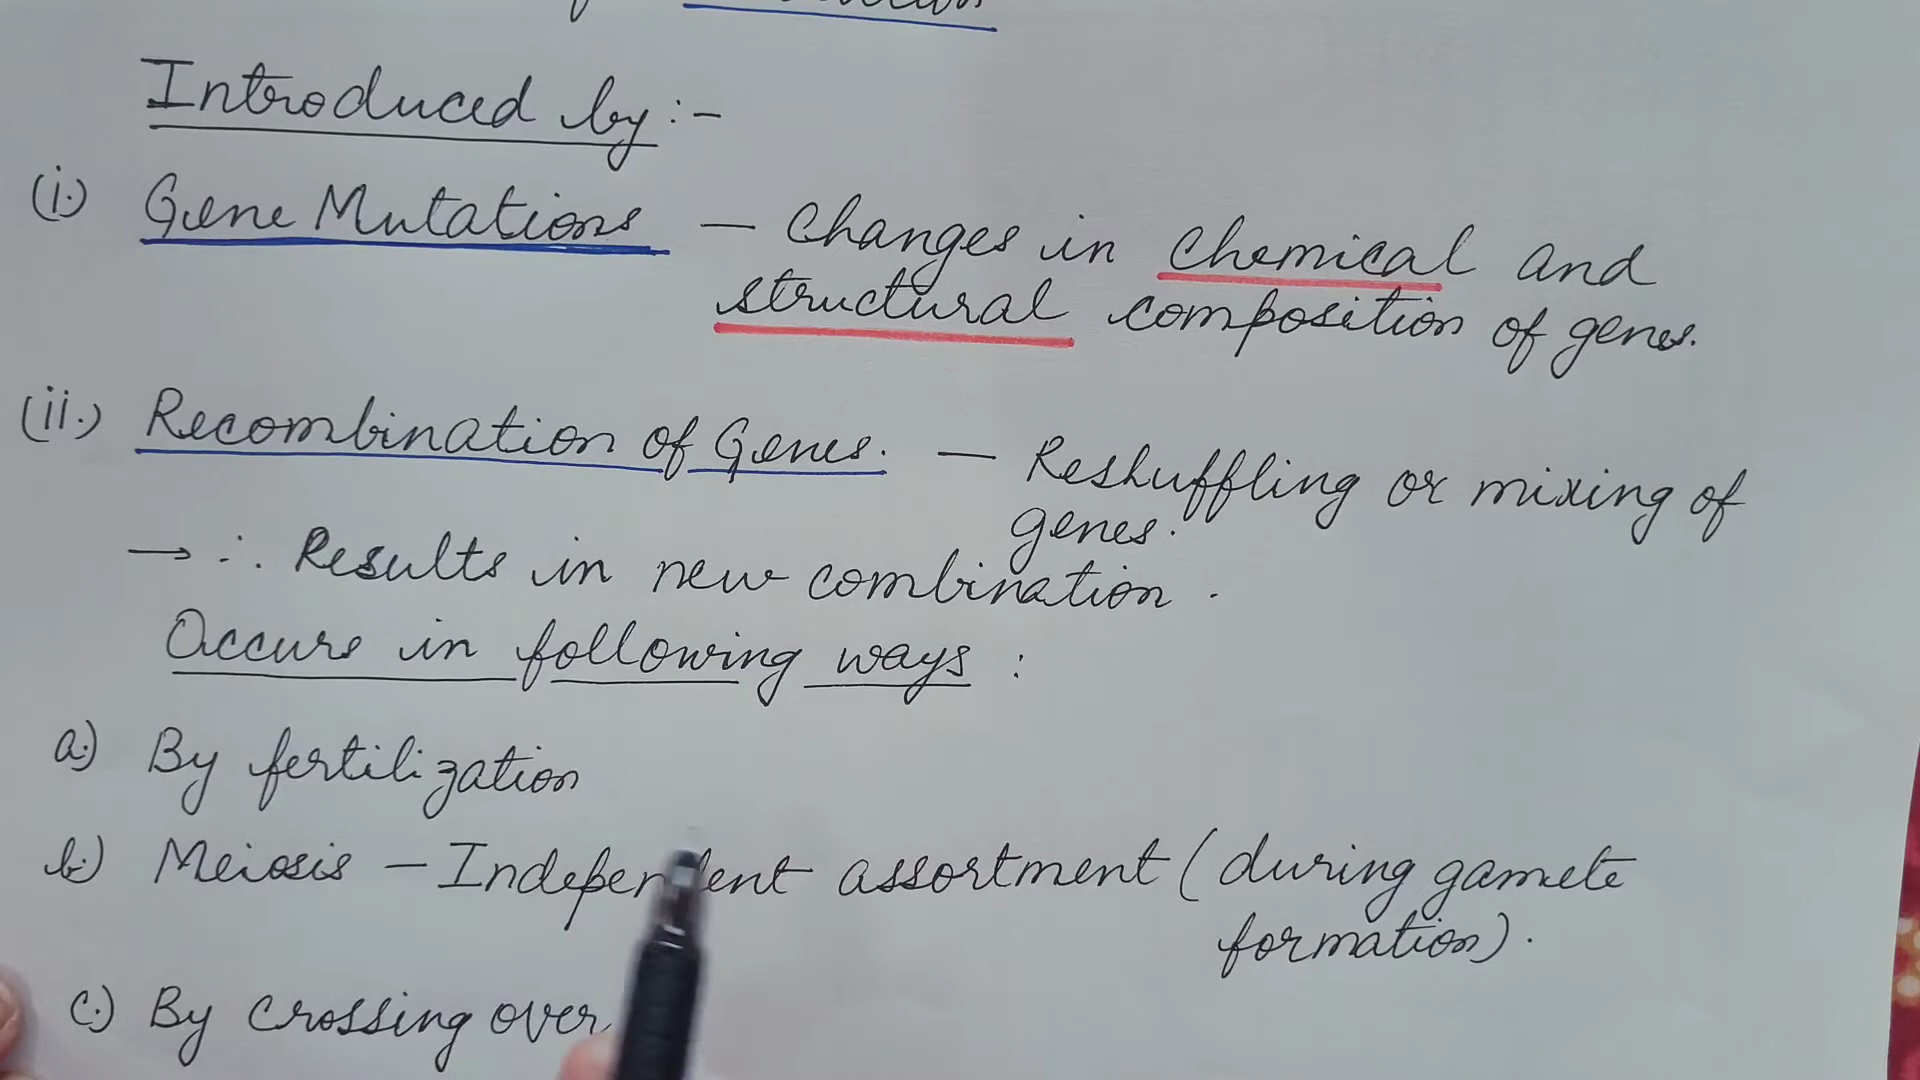 Introduced by :-
(i.) Gene Mutations — Changes in chemical and
structural composition of genes.
(ii.) Recombination of Genes. — Reshuffling or mixing of
genes.
→ ∴ Results in new combination.
Occurs in following ways :
a.) By fertilization
b.) Meiosis — Independent assortment (during gamete
formation).
c.) By crossing over